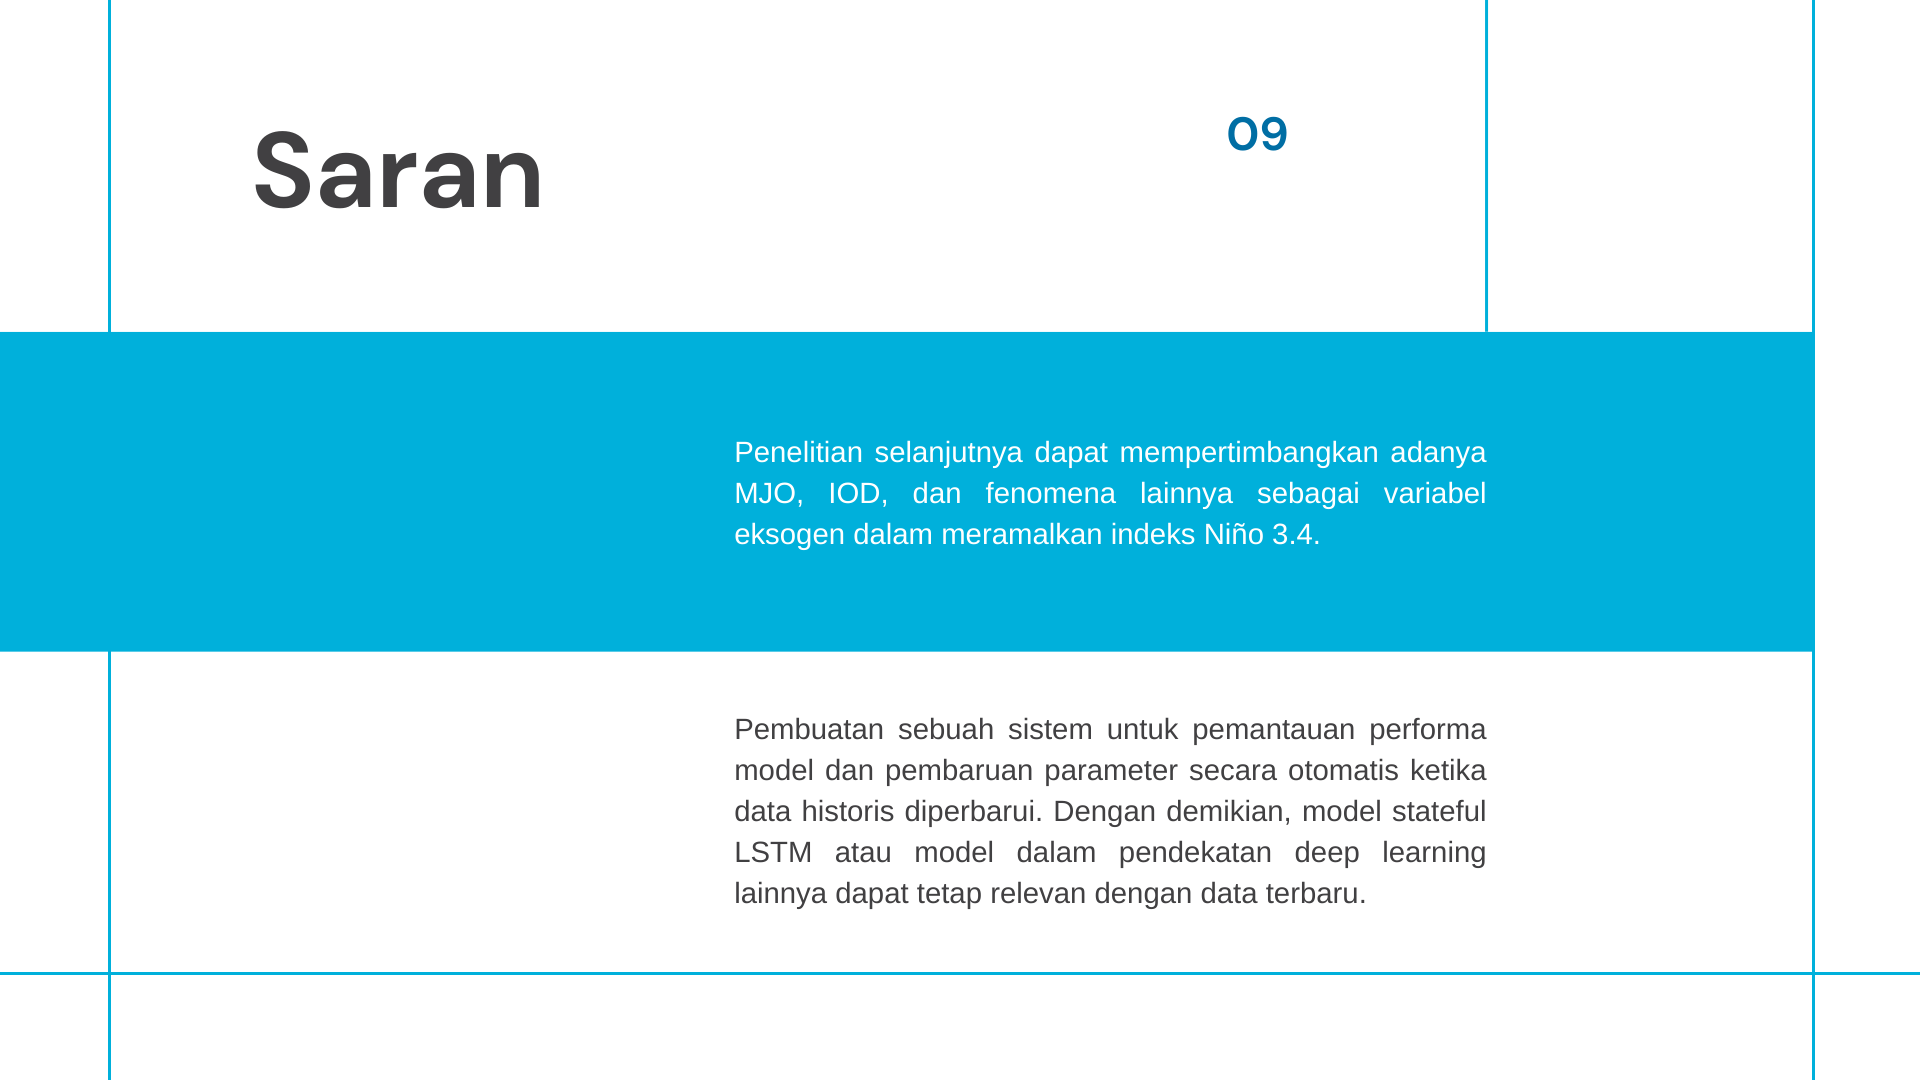 Saran
09
Penelitian selanjutnya dapat mempertimbangkan adanya
MJO, IOD, dan fenomena lainnya sebagai variabel
eksogen dalam meramalkan indeks Niño 3.4.
Pembuatan sebuah sistem untuk pemantauan performa
model dan pembaruan parameter secara otomatis ketika
data historis diperbarui. Dengan demikian, model stateful
LSTM atau model dalam pendekatan deep learning
lainnya dapat tetap relevan dengan data terbaru.